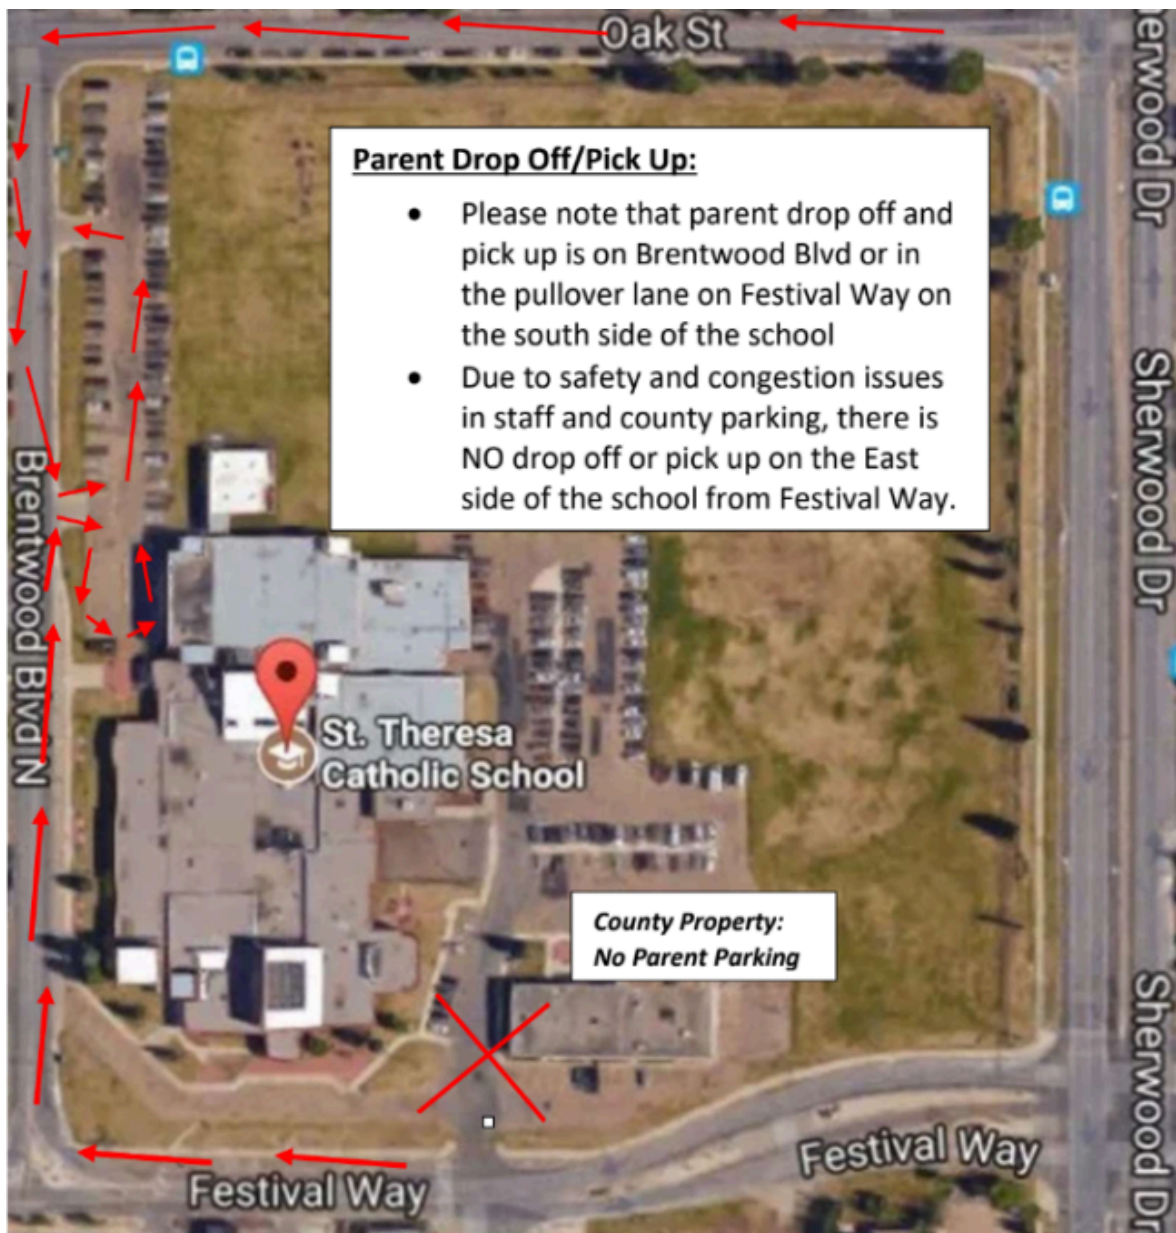 Oak St
Sherwood Dr
Parent Drop Off/Pick Up:
• Please note that parent drop off and
pick up is on Brentwood Blvd or in
the pullover lane on Festival Way on
the south side of the school
• Due to safety and congestion issues
in staff and county parking, there is
NO drop off or pick up on the East
side of the school from Festival Way.
Sherwood Dr
Brentwood Blvd N
St. Theresa
Catholic School
County Property:
No Parent Parking
Sherwood Dr
Festival Way
Festival Way